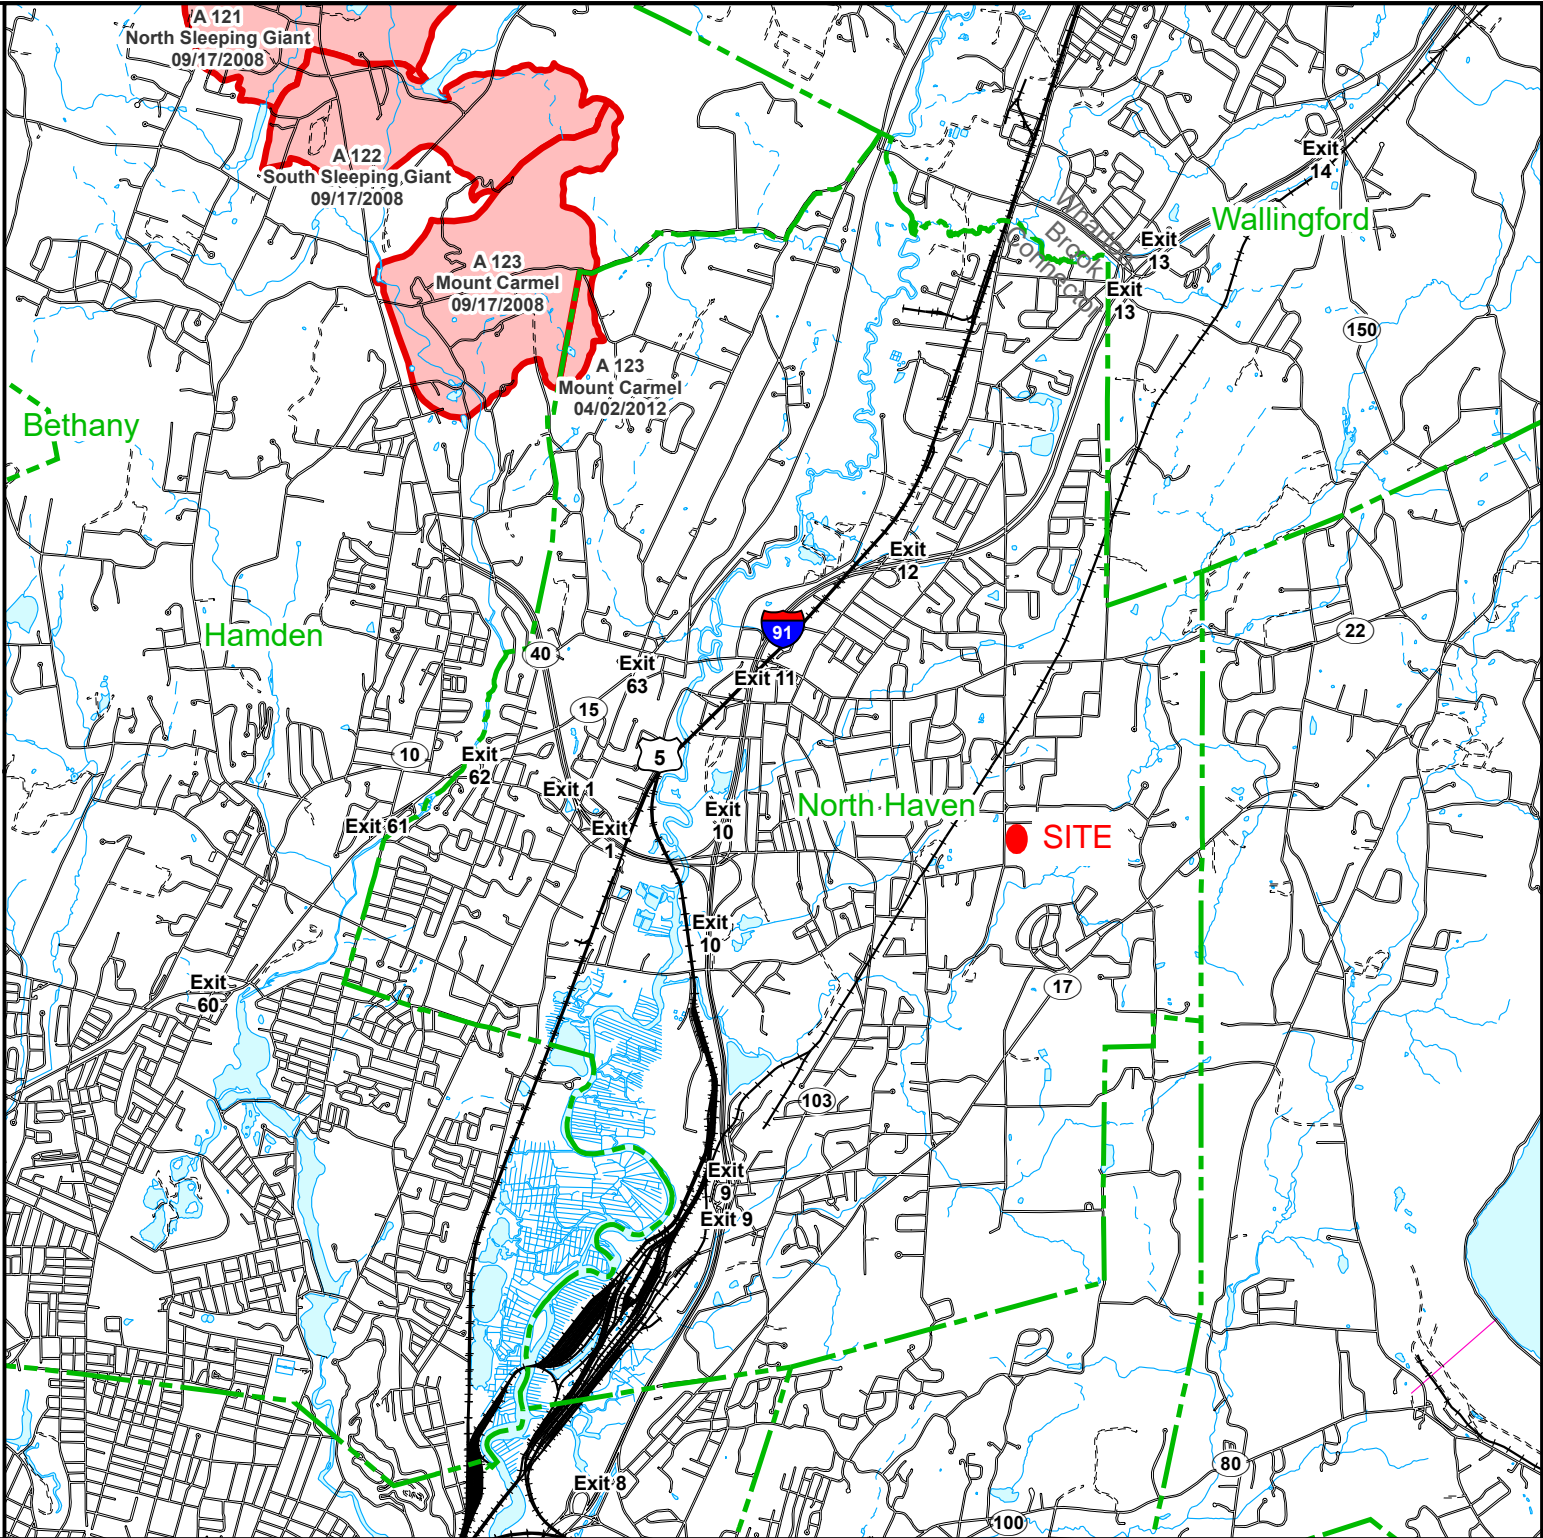 A 121
North Sleeping Giant
09/17/2008
A 122
South Sleeping Giant
09/17/2008
Exit
14
Wallingford
Wharton
Brook
Connector
Exit
13
Exit
13
A 123
Mount Carmel
09/17/2008
150
A 123
Mount Carmel
04/02/2012
Bethany
Exit
12
91
22
Hamden
40
Exit
63
Exit 11
15
10
Exit
62
5
Exit 1
Exit
10
North Haven
Exit 61
Exit
1
SITE
Exit
10
Exit
60
17
103
Exit
9
Exit 9
80
Exit 8
100